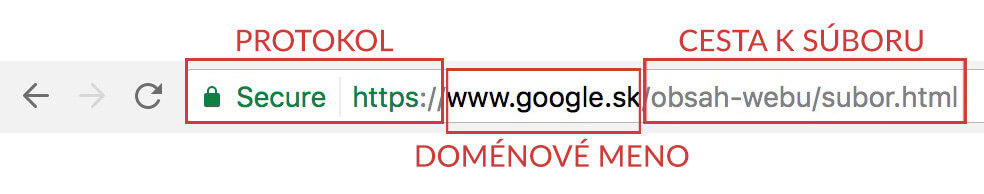 PROTOKOL CESTA K SÚBORU
Secure https://www.google.sk/obsah-webu/subor.html
DOMÉNOVÉ MENO